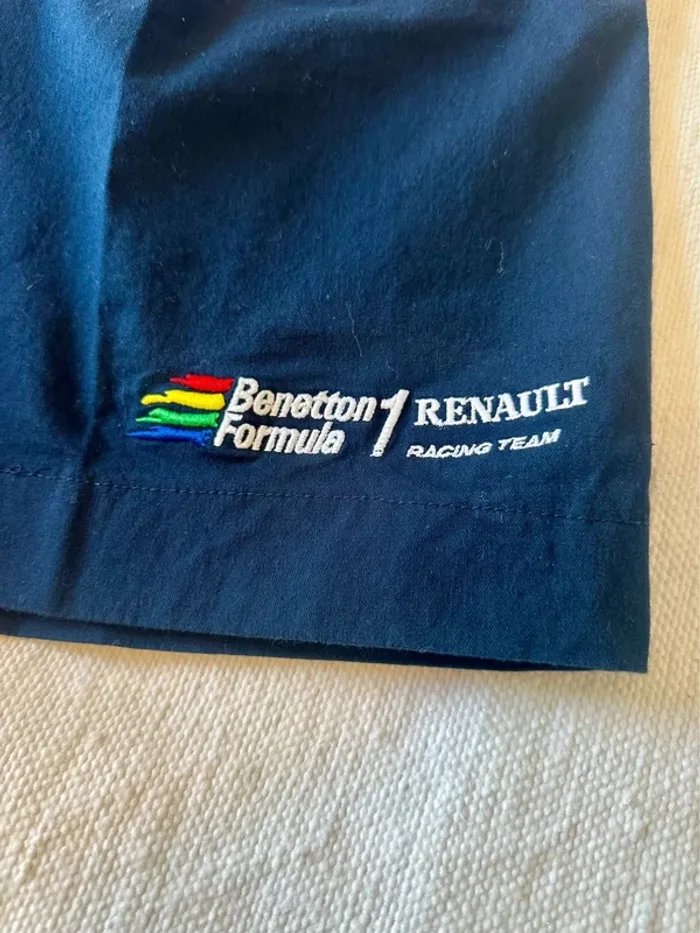 Benetton
Formula 1
RENAULT
RACING TEAM